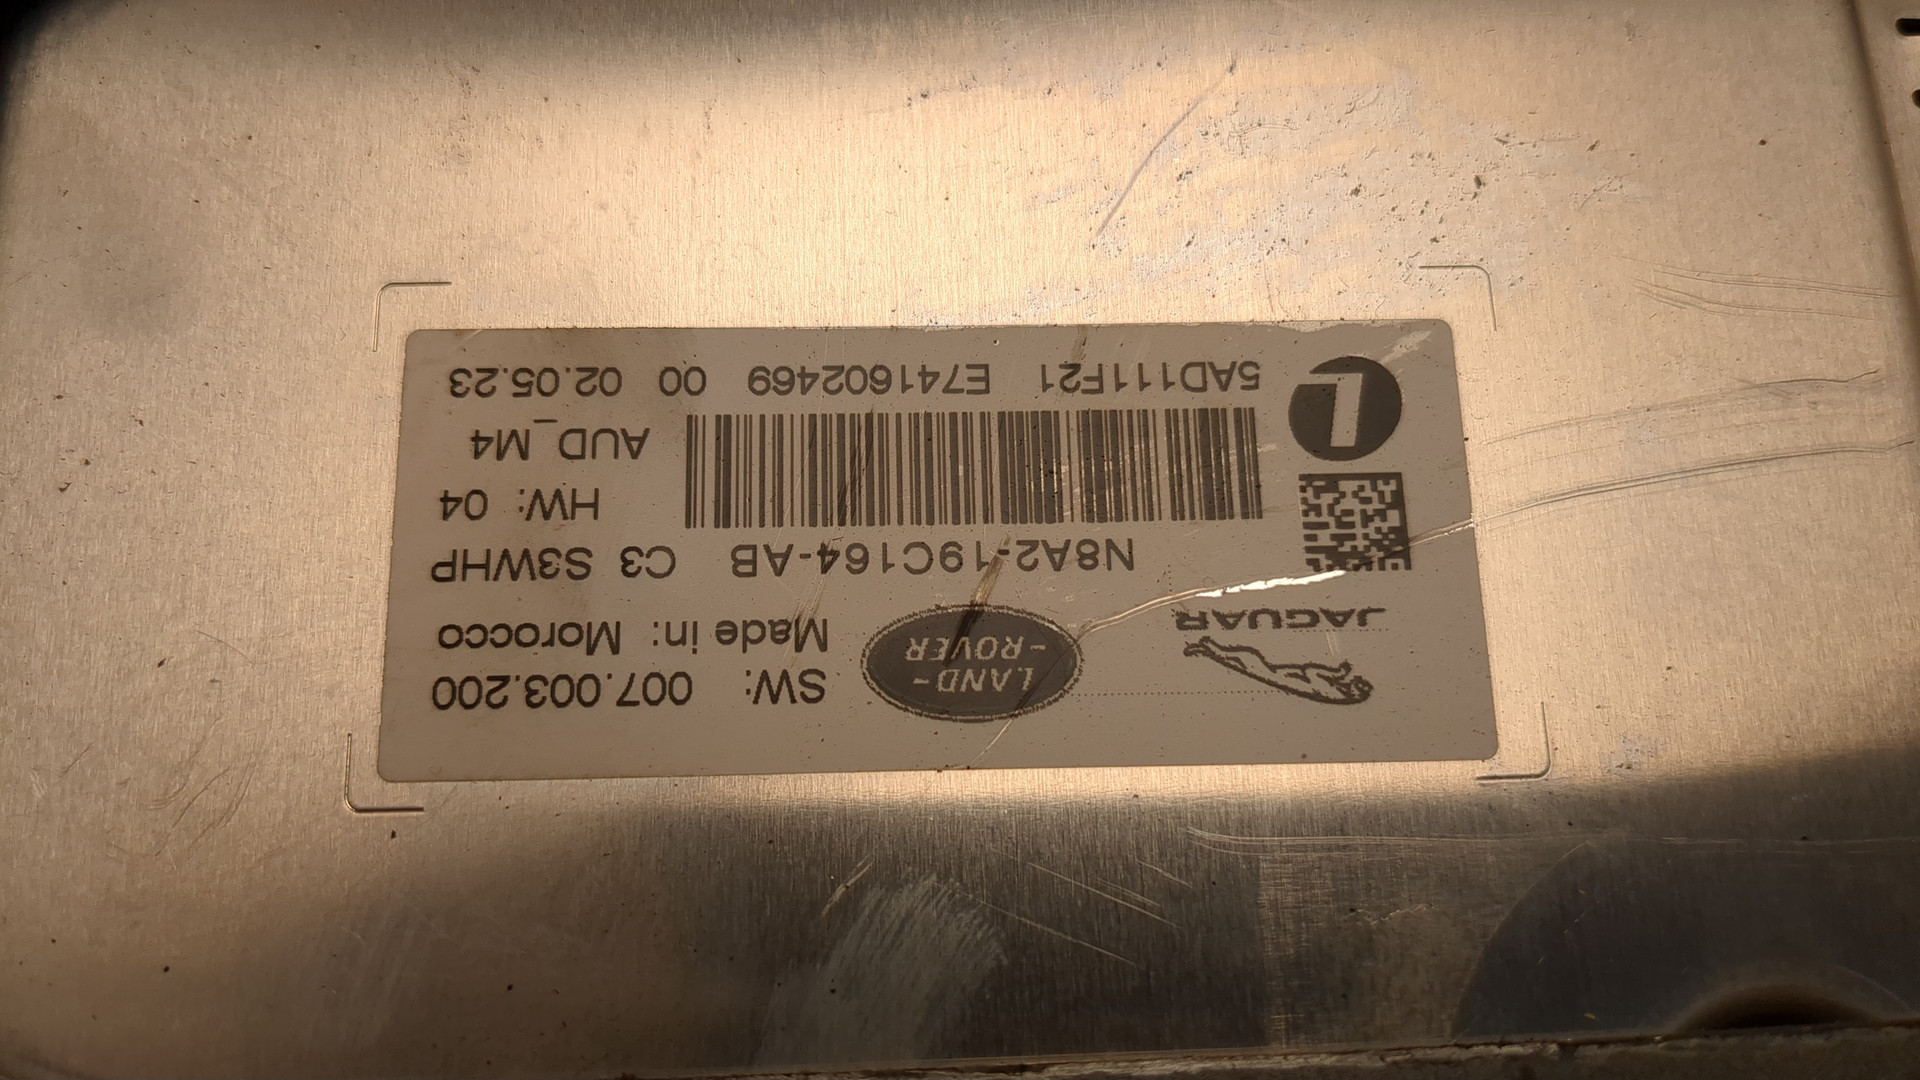 SW: 007.003.200
LAND-
-ROVER
Made in: Morocco
JAGUAR
N8A2-19C164-AB C3 S3WHP
HW: 04
AUD_M4
L
5AD111F21 E741602469 00 02.05.23